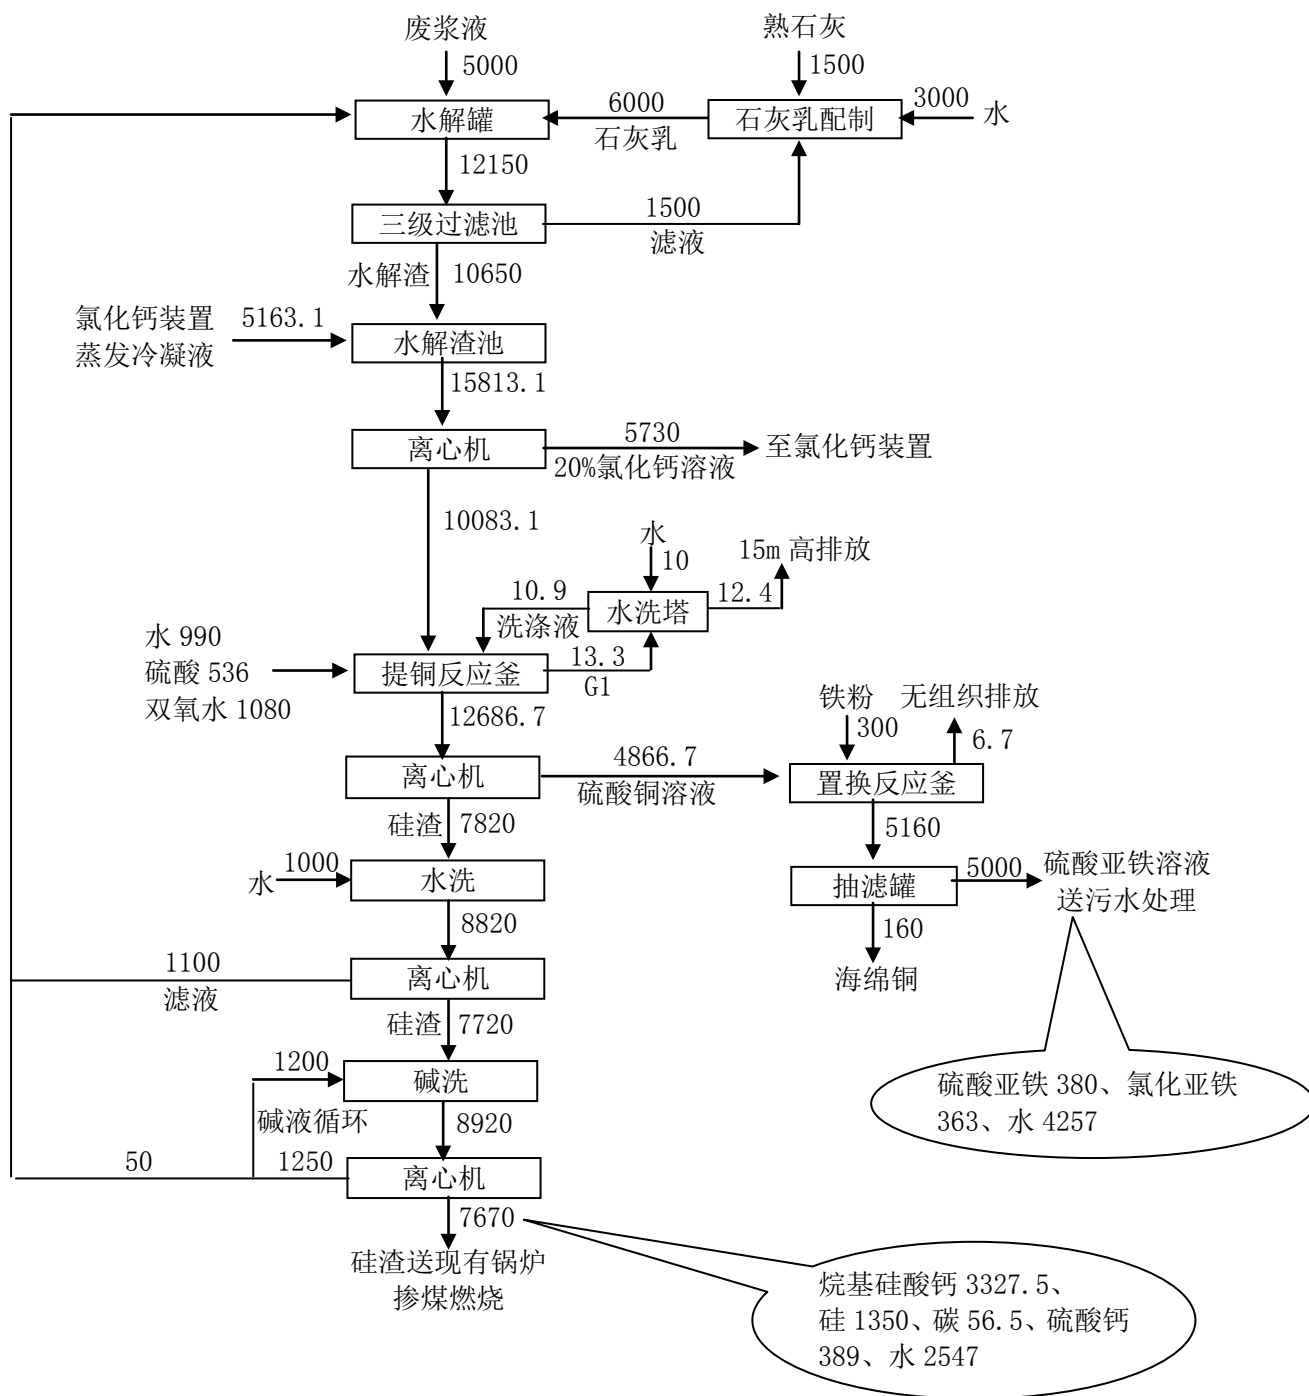 废浆液
5000
熟石灰
1500
水解罐
6000
石灰乳
石灰乳配制
3000
水
12150
三级过滤池
1500
滤液
水解渣
10650
氯化钙装置
蒸发冷凝液
5163.1
水解渣池
15813.1
离心机
5730
20%氯化钙溶液
至氯化钙装置
10083.1
水
10
15m 高排放
10.9
洗涤液
水洗塔
12.4
水 990
硫酸 536
双氧水 1080
提铜反应釜
13.3
G1
12686.7
铁粉
300
无组织排放
6.7
离心机
4866.7
硫酸铜溶液
置换反应釜
硅渣
7820
5160
水
1000
水洗
抽滤罐
5000
硫酸亚铁溶液
送污水处理
8820
160
海绵铜
1100
滤液
离心机
硅渣
7720
1200
碱洗
碱液循环
8920
硫酸亚铁 380、氯化亚铁
363、水 4257
50
1250
离心机
7670
硅渣送现有锅炉
掺煤燃烧
烷基硅酸钙 3327.5、
硅 1350、碳 56.5、硫酸钙
389、水 2547